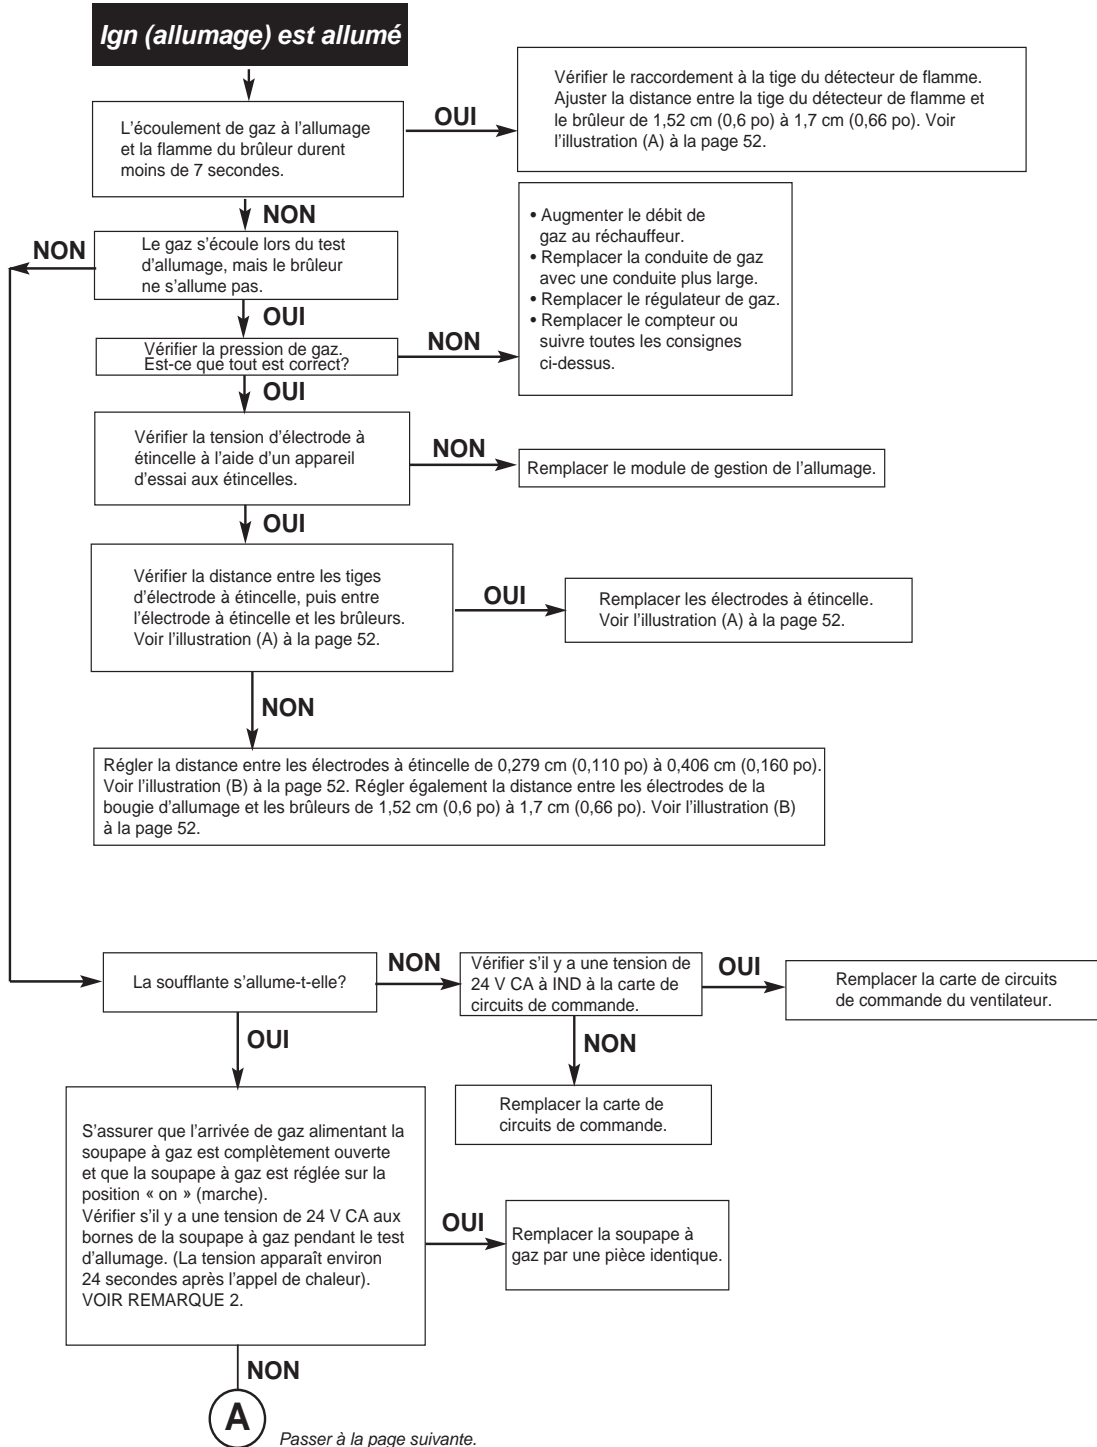 Ign (allumage) est allumé
L'écoulement de gaz à l'allumage
et la flamme du brûleur durent
moins de 7 secondes.
OUI
Vérifier le raccordement à la tige du détecteur de flamme.
Ajuster la distance entre la tige du détecteur de flamme et
le brûleur de 1,52 cm (0,6 po) à 1,7 cm (0,66 po). Voir
l'illustration (A) à la page 52.
NON
NON
Le gaz s'écoule lors du test
d'allumage, mais le brûleur
ne s'allume pas.
OUI
Vérifier la pression de gaz.
Est-ce que tout est correct?
NON
• Augmenter le débit de
gaz au réchauffeur.
• Remplacer la conduite de gaz
avec une conduite plus large.
• Remplacer le régulateur de gaz.
• Remplacer le compteur ou
suivre toutes les consignes
ci-dessus.
OUI
Vérifier la tension d'électrode à
étincelle à l'aide d'un appareil
d'essai aux étincelles.
NON
Remplacer le module de gestion de l'allumage.
OUI
Vérifier la distance entre les tiges
d'électrode à étincelle, puis entre
l'électrode à étincelle et les brûleurs.
Voir l'illustration (A) à la page 52.
OUI
Remplacer les électrodes à étincelle.
Voir l'illustration (A) à la page 52.
NON
Régler la distance entre les électrodes à étincelle de 0,279 cm (0,110 po) à 0,406 cm (0,160 po).
Voir l'illustration (B) à la page 52. Régler également la distance entre les électrodes de la
bougie d'allumage et les brûleurs de 1,52 cm (0,6 po) à 1,7 cm (0,66 po). Voir l'illustration (B)
à la page 52.
La soufflante s'allume-t-elle?
NON
Vérifier s'il y a une tension de
24 V CA à IND à la carte de
circuits de commande.
OUI
Remplacer la carte de circuits
de commande du ventilateur.
OUI
NON
Remplacer la carte de
circuits de commande.
S'assurer que l'arrivée de gaz alimentant la
soupape à gaz est complètement ouverte
et que la soupape à gaz est réglée sur la
position « on » (marche).
Vérifier s'il y a une tension de 24 V CA aux
bornes de la soupape à gaz pendant le test
d'allumage. (La tension apparaît environ
24 secondes après l'appel de chaleur).
VOIR REMARQUE 2.
OUI
Remplacer la soupape à
gaz par une pièce identique.
NON
A
Passer à la page suivante.